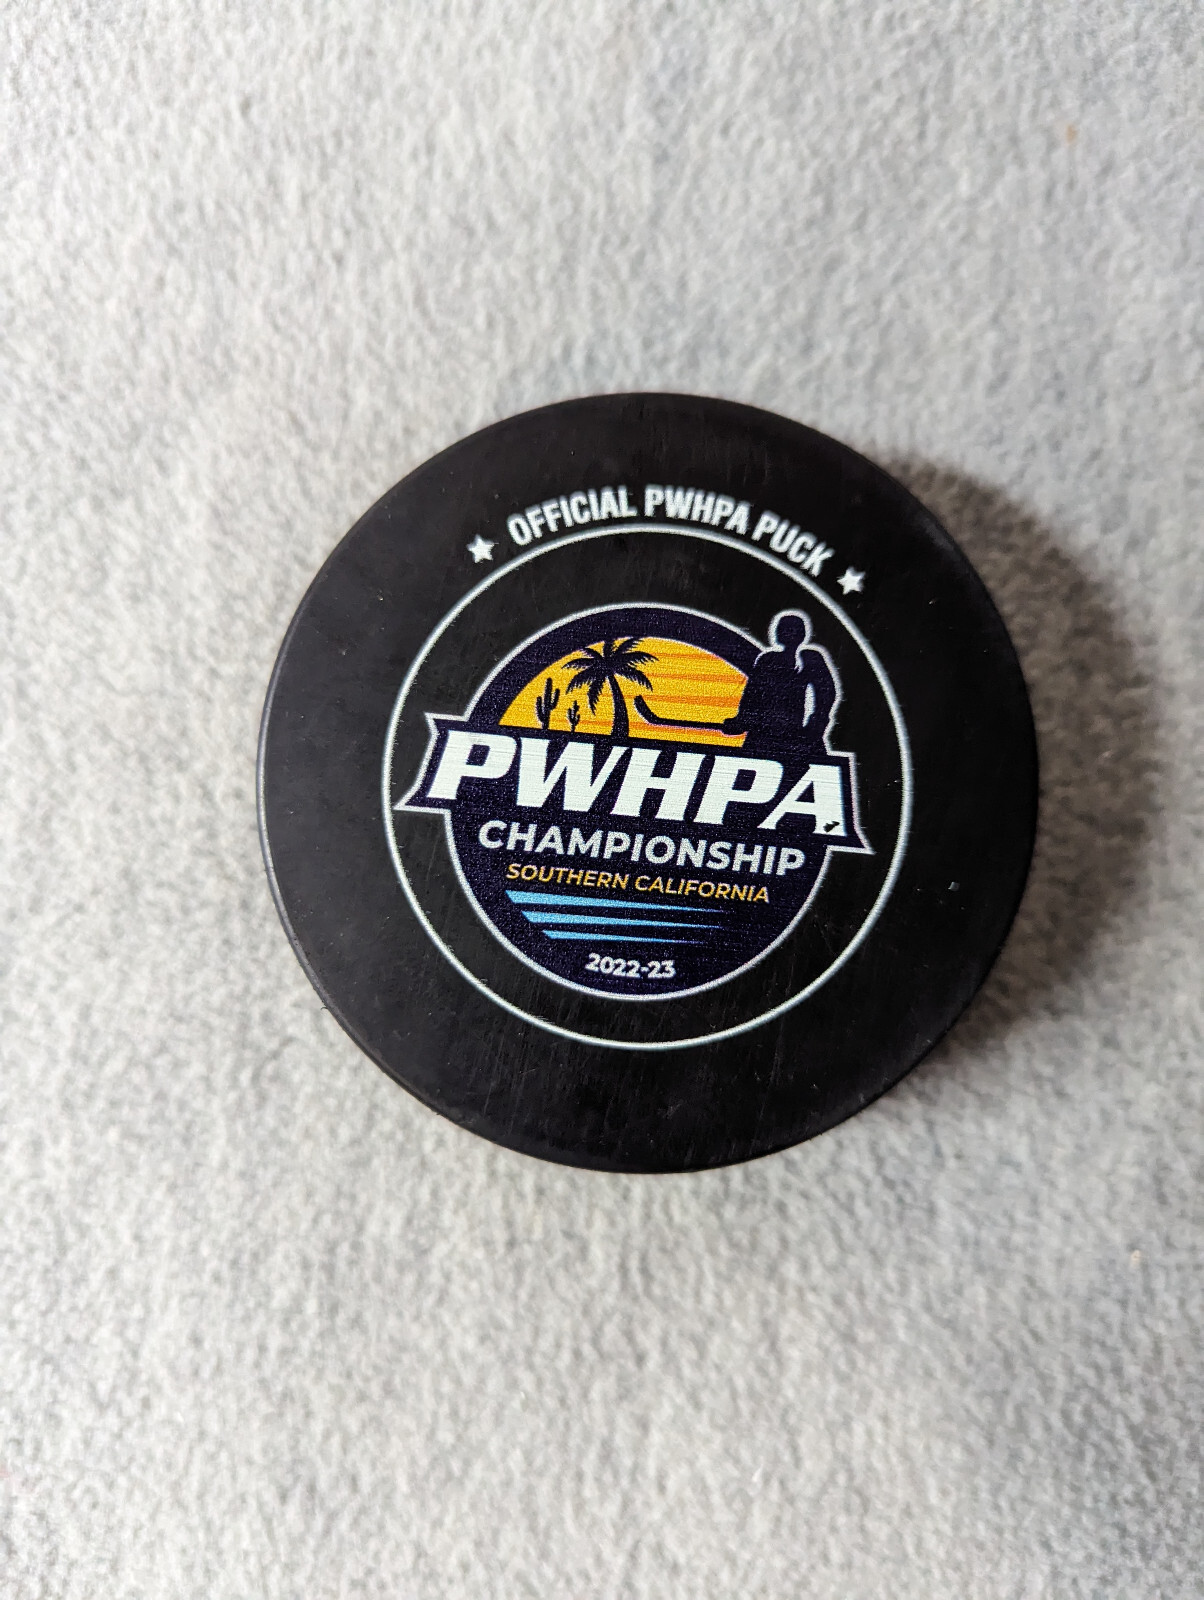 OFFICIAL PWHPA PUCK
PWHPA
CHAMPIONSHIP
SOUTHERN CALIFORNIA
2022-23